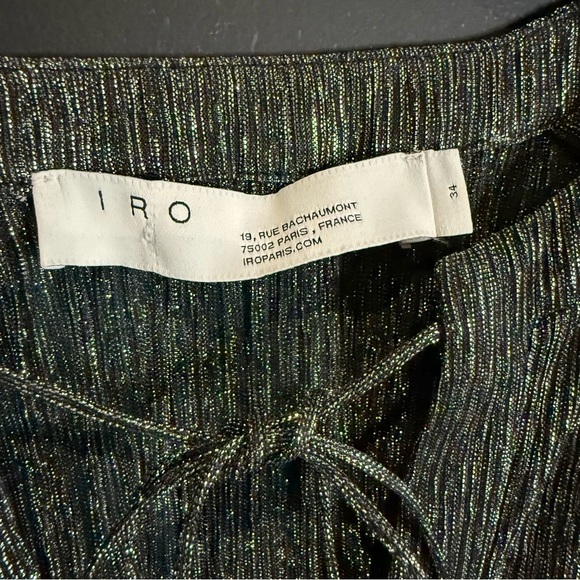 IRO
19, RUE BACHAUMONT
75002 PARIS , FRANCE
IROPARIS.COM
34